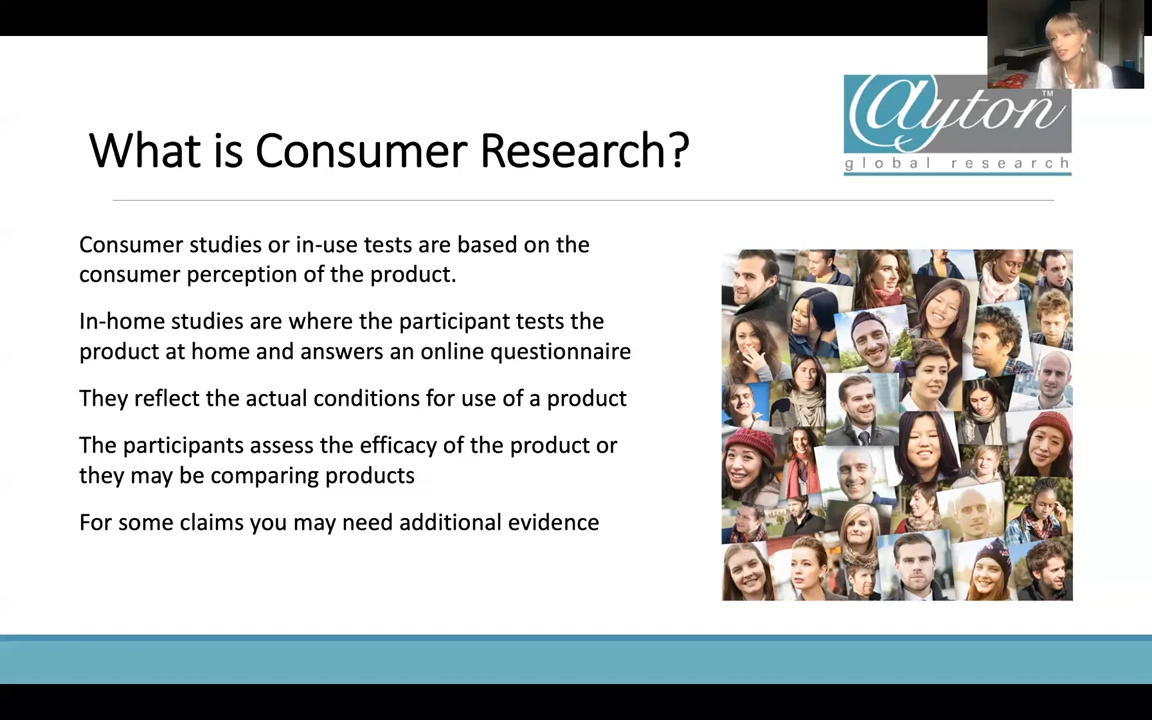 @yton™
global research
What is Consumer Research?
Consumer studies or in-use tests are based on the
consumer perception of the product.
In-home studies are where the participant tests the
product at home and answers an online questionnaire
They reflect the actual conditions for use of a product
The participants assess the efficacy of the product or
they may be comparing products
For some claims you may need additional evidence